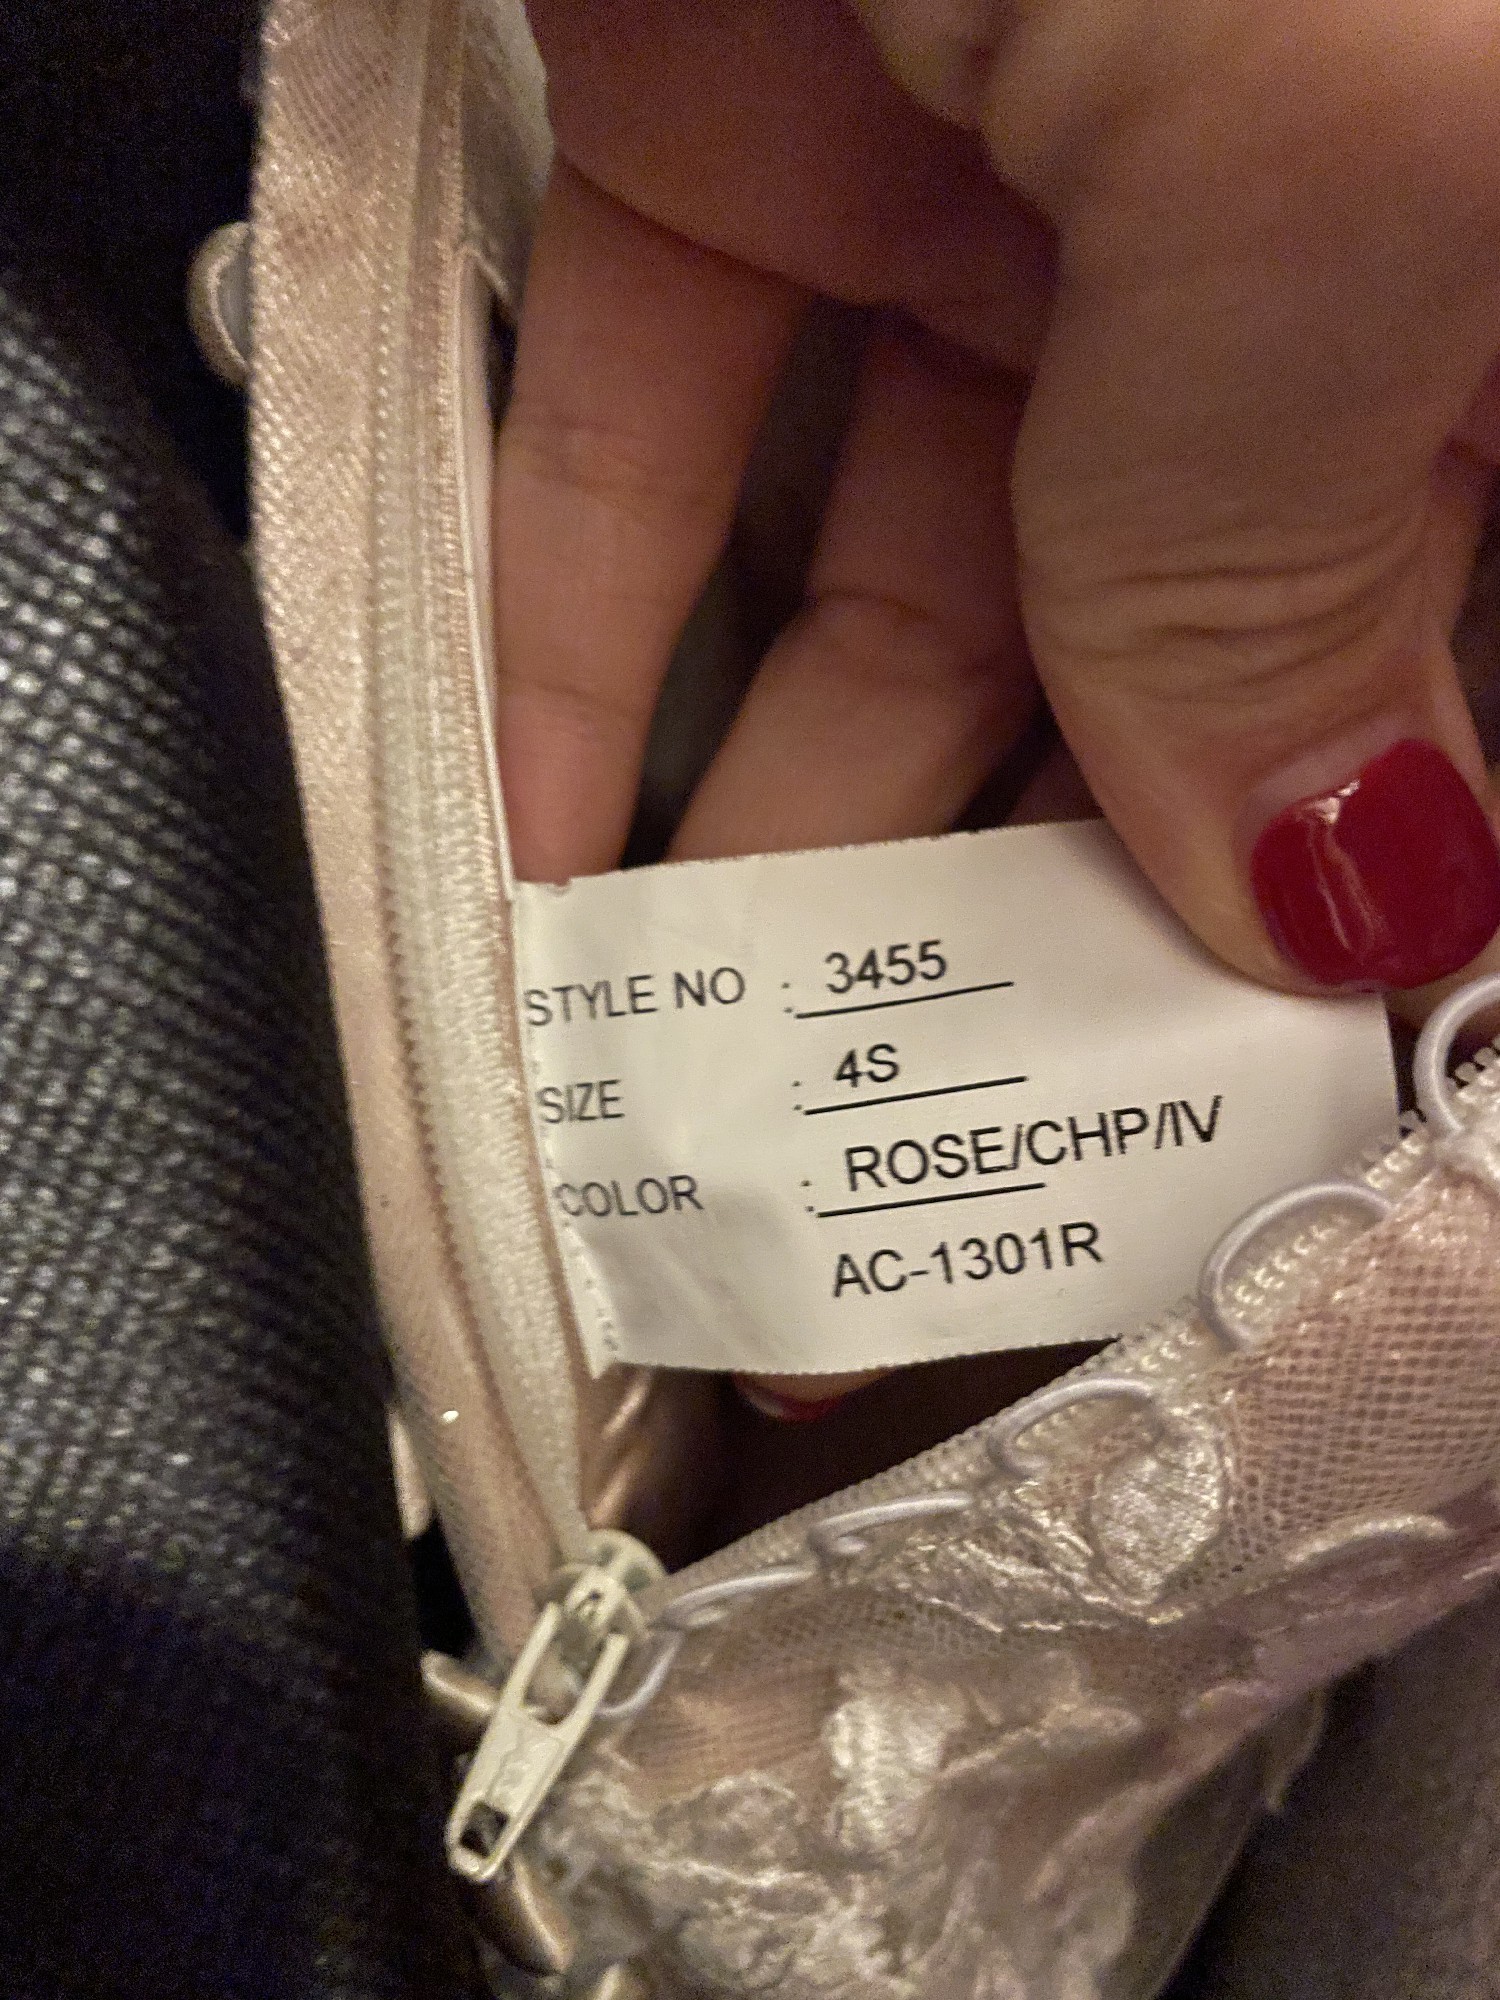 STYLE NO : 3455
SIZE : 4S
COLOR : ROSE/CHP/IV
AC-1301R